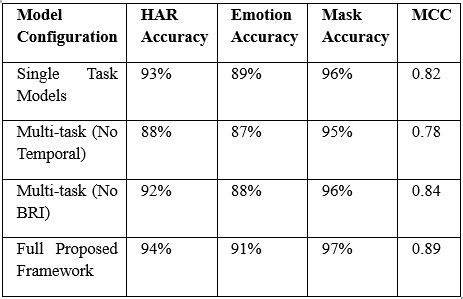 Model Configuration HAR Accuracy Emotion Accuracy Mask Accuracy MCC
Single Task Models 93% 89% 96% 0.82
Multi-task (No Temporal) 88% 87% 95% 0.78
Multi-task (No BRI) 92% 88% 96% 0.84
Full Proposed Framework 94% 91% 97% 0.89